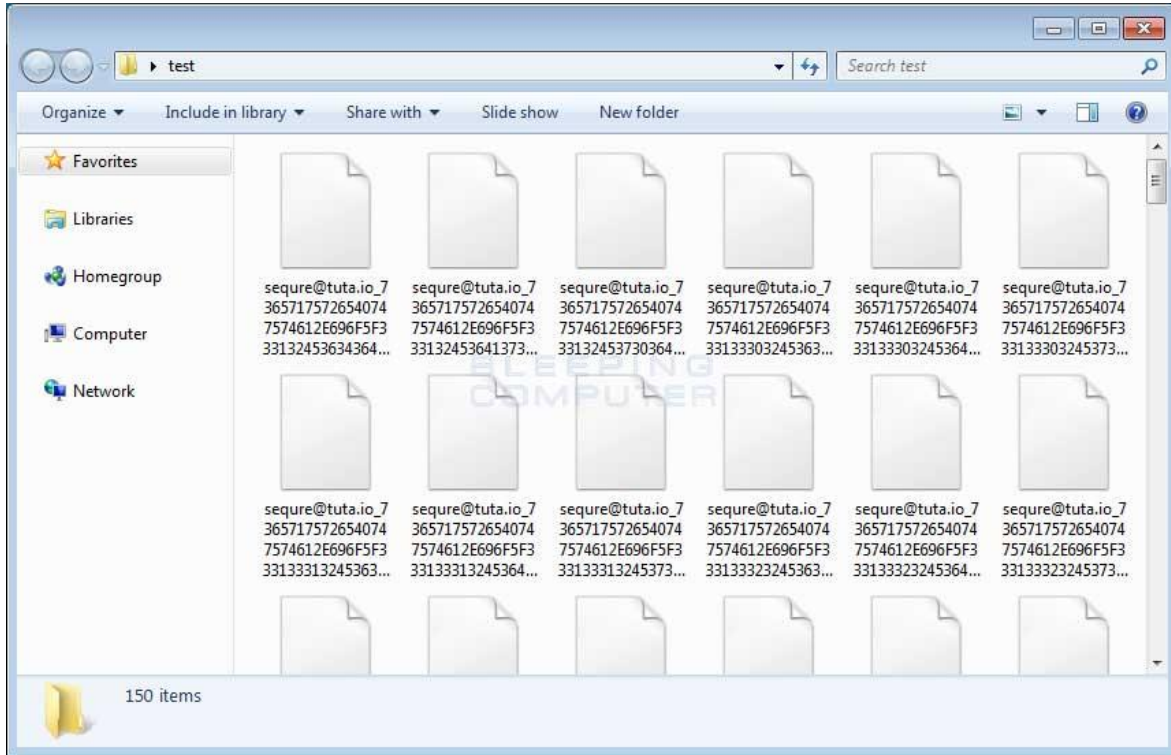 test
Search test
Organize
Include in library
Share with
Slide show
New folder
Favorites
Libraries
Homegroup
Computer
Network
sequre@tuta.io_7
365717572654074
7574612E696F5F3
33132453634364...
sequre@tuta.io_7
365717572654074
7574612E696F5F3
33132453641373...
sequre@tuta.io_7
365717572654074
7574612E696F5F3
33132453730364...
sequre@tuta.io_7
365717572654074
7574612E696F5F3
33133303245363...
sequre@tuta.io_7
365717572654074
7574612E696F5F3
33133303245364...
sequre@tuta.io_7
365717572654074
7574612E696F5F3
33133303245373...
BLEEPING
COMPUTER
sequre@tuta.io_7
365717572654074
7574612E696F5F3
33133313245363...
sequre@tuta.io_7
365717572654074
7574612E696F5F3
33133313245364...
sequre@tuta.io_7
365717572654074
7574612E696F5F3
33133313245373...
sequre@tuta.io_7
365717572654074
7574612E696F5F3
33133323245363...
sequre@tuta.io_7
365717572654074
7574612E696F5F3
33133323245364...
sequre@tuta.io_7
365717572654074
7574612E696F5F3
33133323245373...
150 items